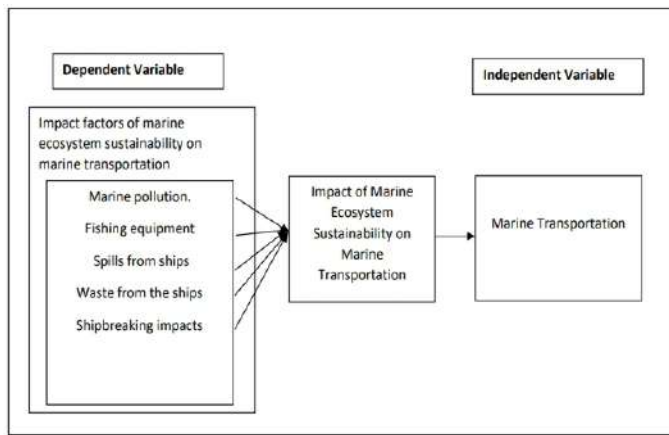 Dependent Variable
Independent Variable
Impact factors of marine
ecosystem sustainability on
marine transportation
Marine pollution.
Fishing equipment
Spills from ships
Waste from the ships
Shipbreaking impacts
Impact of Marine
Ecosystem
Sustainability on
Marine
Transportation
Marine Transportation